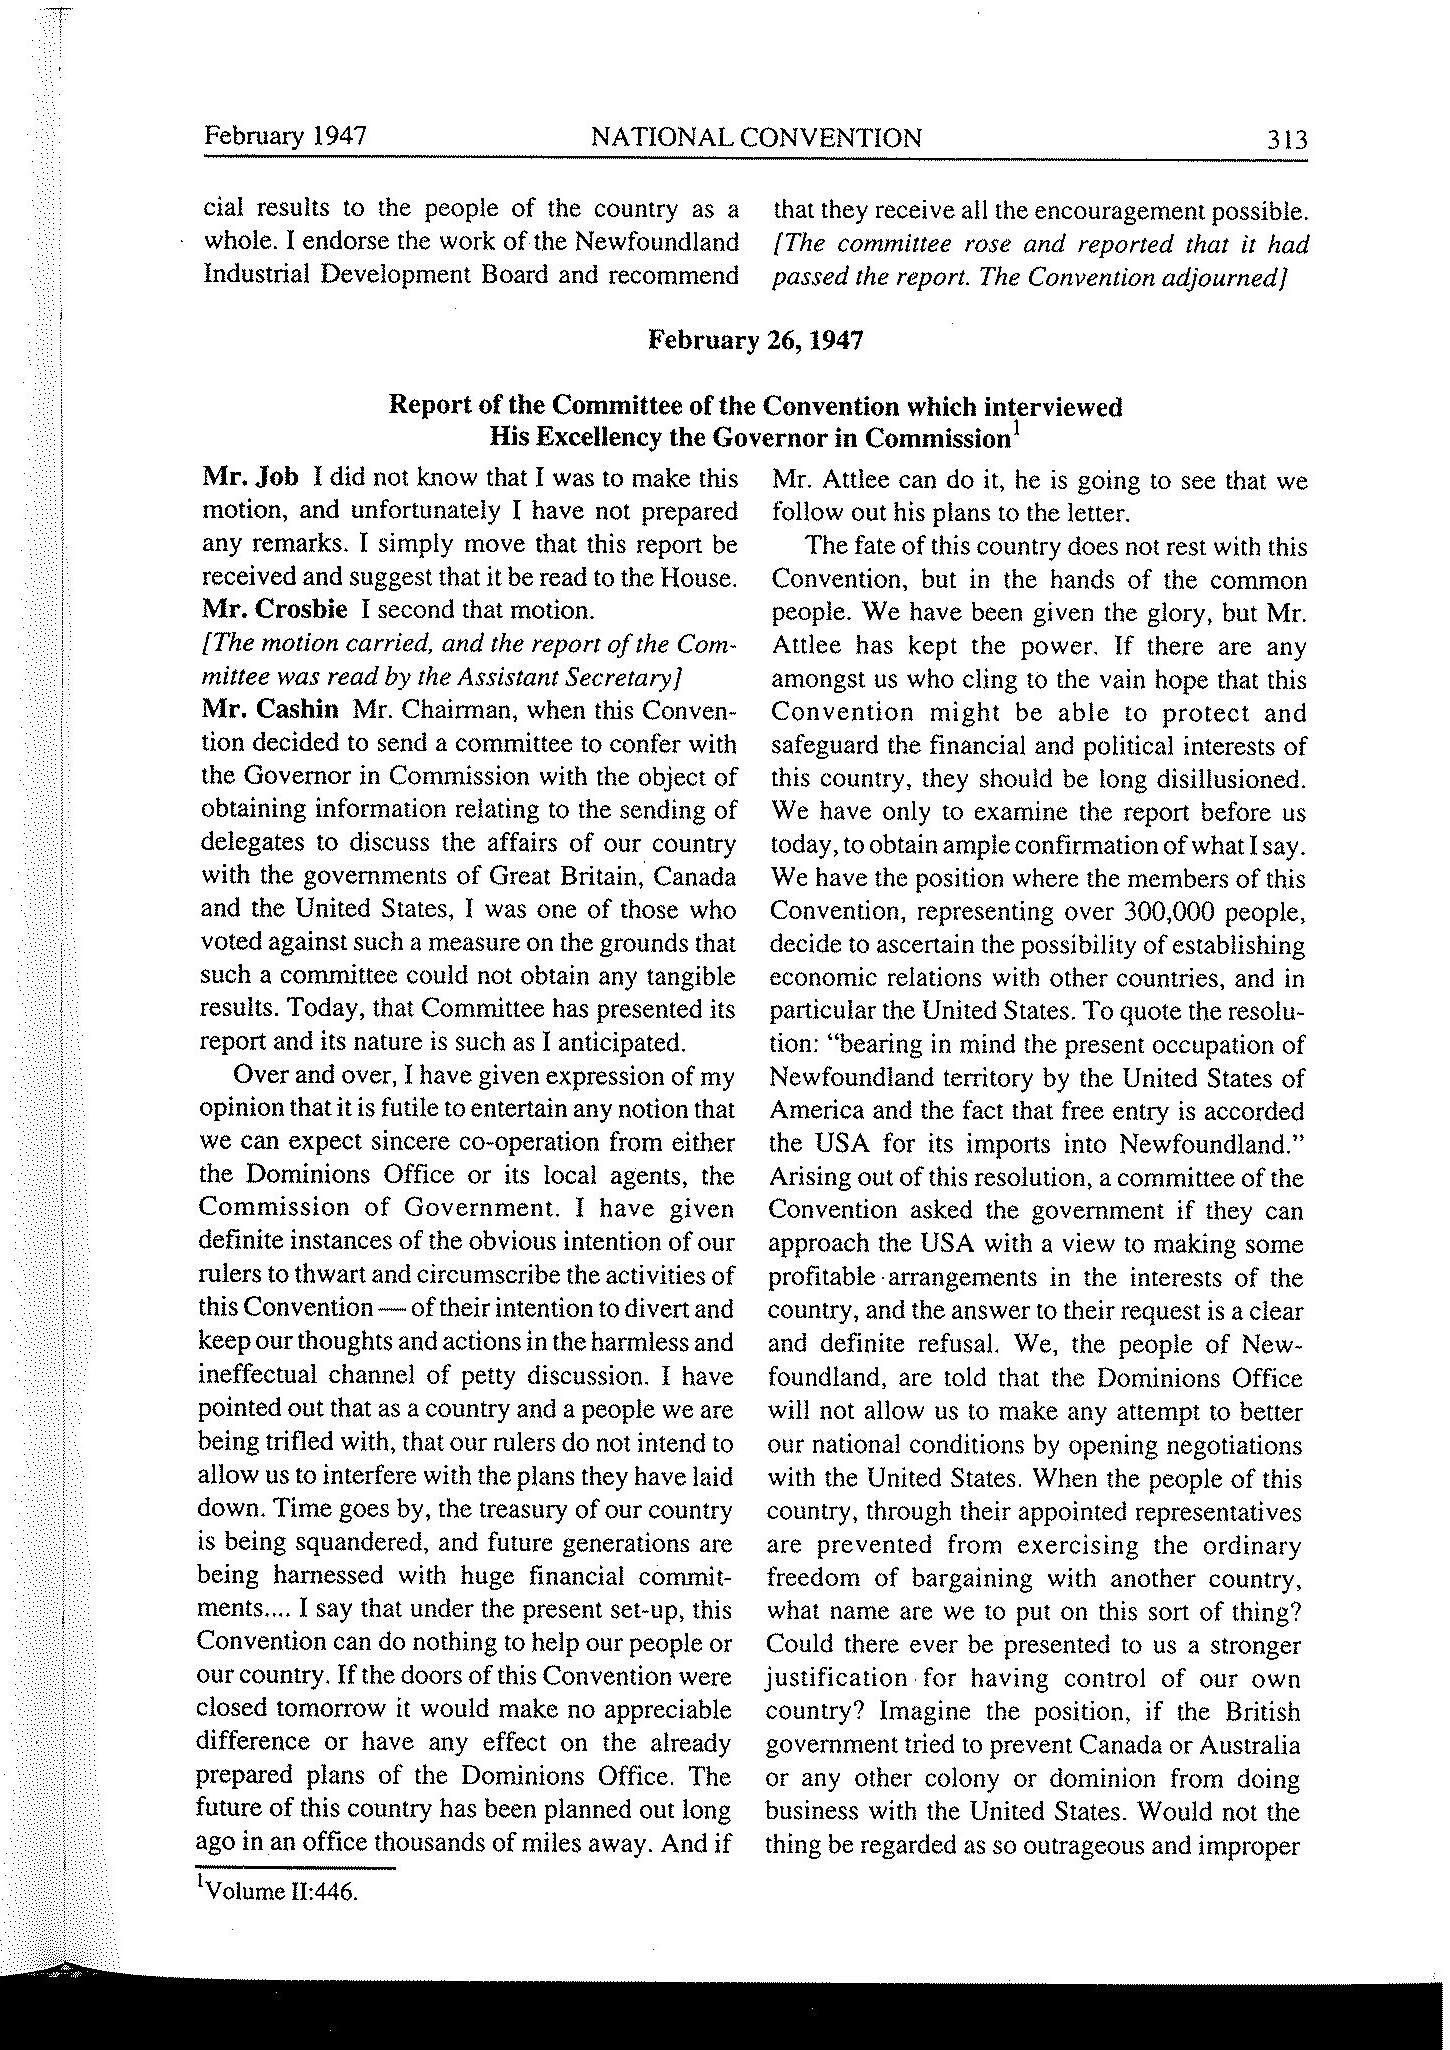 February 1947 NATIONAL CONVENTION 313
cial results to the people of the country as a
whole. I endorse the work of the Newfoundland
Industrial Development Board and recommend
that they receive all the encouragement possible.
[The committee rose and reported that it had
passed the report. The Convention adjourned]
February 26, 1947
Report of the Committee of the Convention which interviewed
His Excellency the Governor in Commission1
Mr. Job I did not know that I was to make this
motion, and unfortunately I have not prepared
any remarks. I simply move that this report be
received and suggest that it be read to the House.
Mr. Crosbie I second that motion.
[The motion carried, and the report of the Com-
mittee was read by the Assistant Secretary]
Mr. Cashin Mr. Chairman, when this Conven-
tion decided to send a committee to confer with
the Governor in Commission with the object of
obtaining information relating to the sending of
delegates to discuss the affairs of our country
with the governments of Great Britain, Canada
and the United States, I was one of those who
voted against such a measure on the grounds that
such a committee could not obtain any tangible
results. Today, that Committee has presented its
report and its nature is such as I anticipated.
Over and over, I have given expression of my
opinion that it is futile to entertain any notion that
we can expect sincere co-operation from either
the Dominions Office or its local agents, the
Commission of Government. I have given
definite instances of the obvious intention of our
rulers to thwart and circumscribe the activities of
this Convention — of their intention to divert and
keep our thoughts and actions in the harmless and
ineffectual channel of petty discussion. I have
pointed out that as a country and a people we are
being trifled with, that our rulers do not intend to
allow us to interfere with the plans they have laid
down. Time goes by, the treasury of our country
is being squandered, and future generations are
being harnessed with huge financial commit-
ments.... I say that under the present set-up, this
Convention can do nothing to help our people or
our country. If the doors of this Convention were
closed tomorrow it would make no appreciable
difference or have any effect on the already
prepared plans of the Dominions Office. The
future of this country has been planned out long
ago in an office thousands of miles away. And if
Mr. Attlee can do it, he is going to see that we
follow out his plans to the letter.
The fate of this country does not rest with this
Convention, but in the hands of the common
people. We have been given the glory, but Mr.
Attlee has kept the power. If there are any
amongst us who cling to the vain hope that this
Convention might be able to protect and
safeguard the financial and political interests of
this country, they should be long disillusioned.
We have only to examine the report before us
today, to obtain ample confirmation of what I say.
We have the position where the members of this
Convention, representing over 300,000 people,
decide to ascertain the possibility of establishing
economic relations with other countries, and in
particular the United States. To quote the resolu-
tion: "bearing in mind the present occupation of
Newfoundland territory by the United States of
America and the fact that free entry is accorded
the USA for its imports into Newfoundland."
Arising out of this resolution, a committee of the
Convention asked the government if they can
approach the USA with a view to making some
profitable arrangements in the interests of the
country, and the answer to their request is a clear
and definite refusal. We, the people of New-
foundland, are told that the Dominions Office
will not allow us to make any attempt to better
our national conditions by opening negotiations
with the United States. When the people of this
country, through their appointed representatives
are prevented from exercising the ordinary
freedom of bargaining with another country,
what name are we to put on this sort of thing?
Could there ever be presented to us a stronger
justification for having control of our own
country? Imagine the position, if the British
government tried to prevent Canada or Australia
or any other colony or dominion from doing
business with the United States. Would not the
thing be regarded as so outrageous and improper
1Volume II:446.